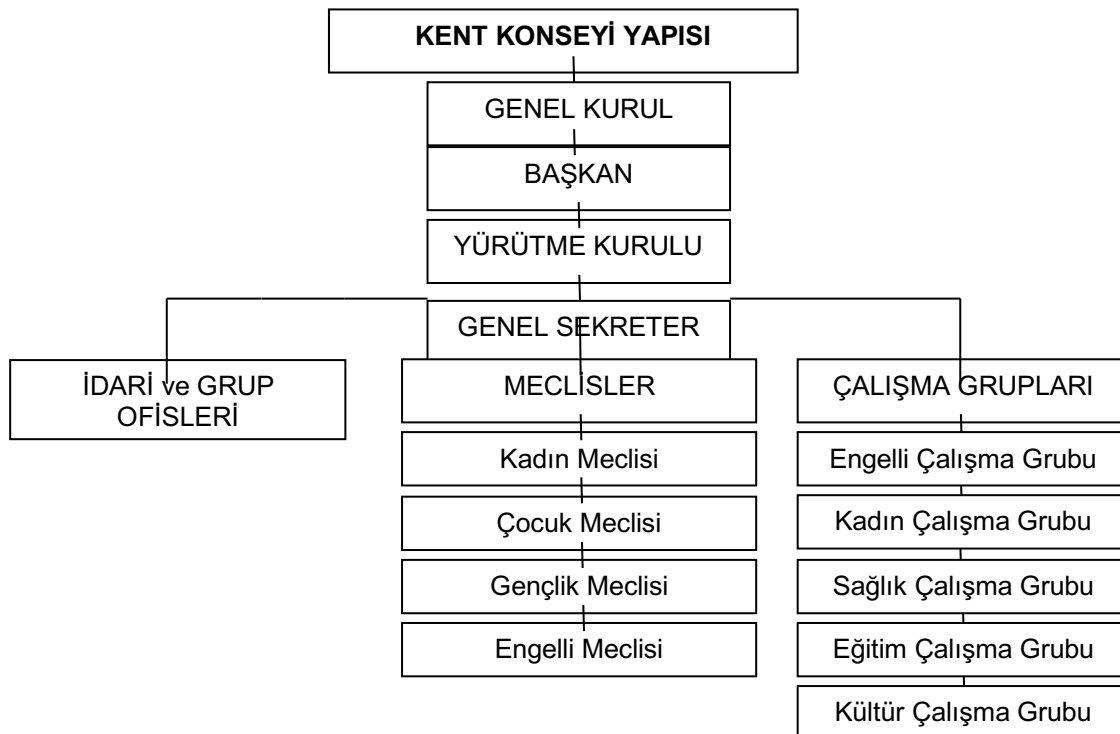 KENT KONSEYİ YAPISI
GENEL KURUL
BAŞKAN
YÜRÜTME KURULU
GENEL SEKRETER
İDARİ ve GRUP
OFİSLERİ
MECLİSLER
Kadın Meclisi
Çocuk Meclisi
Gençlik Meclisi
Engelli Meclisi
ÇALIŞMA GRUPLARI
Engelli Çalışma Grubu
Kadın Çalışma Grubu
Sağlık Çalışma Grubu
Eğitim Çalışma Grubu
Kültür Çalışma Grubu